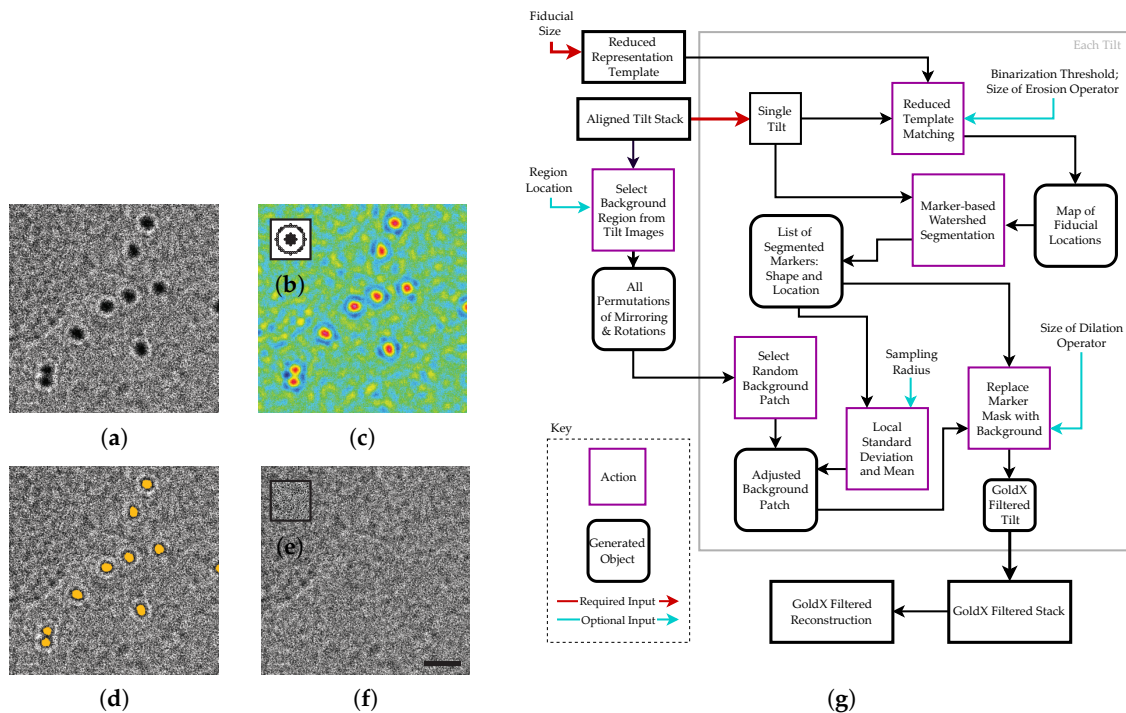 Fiducial
Size
Reduced
Representation
Template
Each Tilt
Binarization Threshold;
Size of Erosion Operator
Aligned Tilt Stack
Single
Tilt
Reduced
Template
Matching
Region
Location
Select
Background
Region from
Tilt Images
Marker-based
Watershed
Segmentation
Map of
Fiducial
Locations
List of
Segmented
Markers:
Shape and
Location
All
Permutations
of Mirroring
& Rotations
Size of Dilation
Operator
Select
Random
Background
Patch
Sampling
Radius
Replace
Marker
Mask with
Background
Local
Standard
Deviation
and Mean
Adjusted
Background
Patch
GoldX
Filtered
Tilt
Key
Action
Generated
Object
Required Input
Optional Input
GoldX Filtered
Reconstruction
GoldX Filtered Stack
(b)
(a)
(c)
(e)
(d)
(f)
(g)